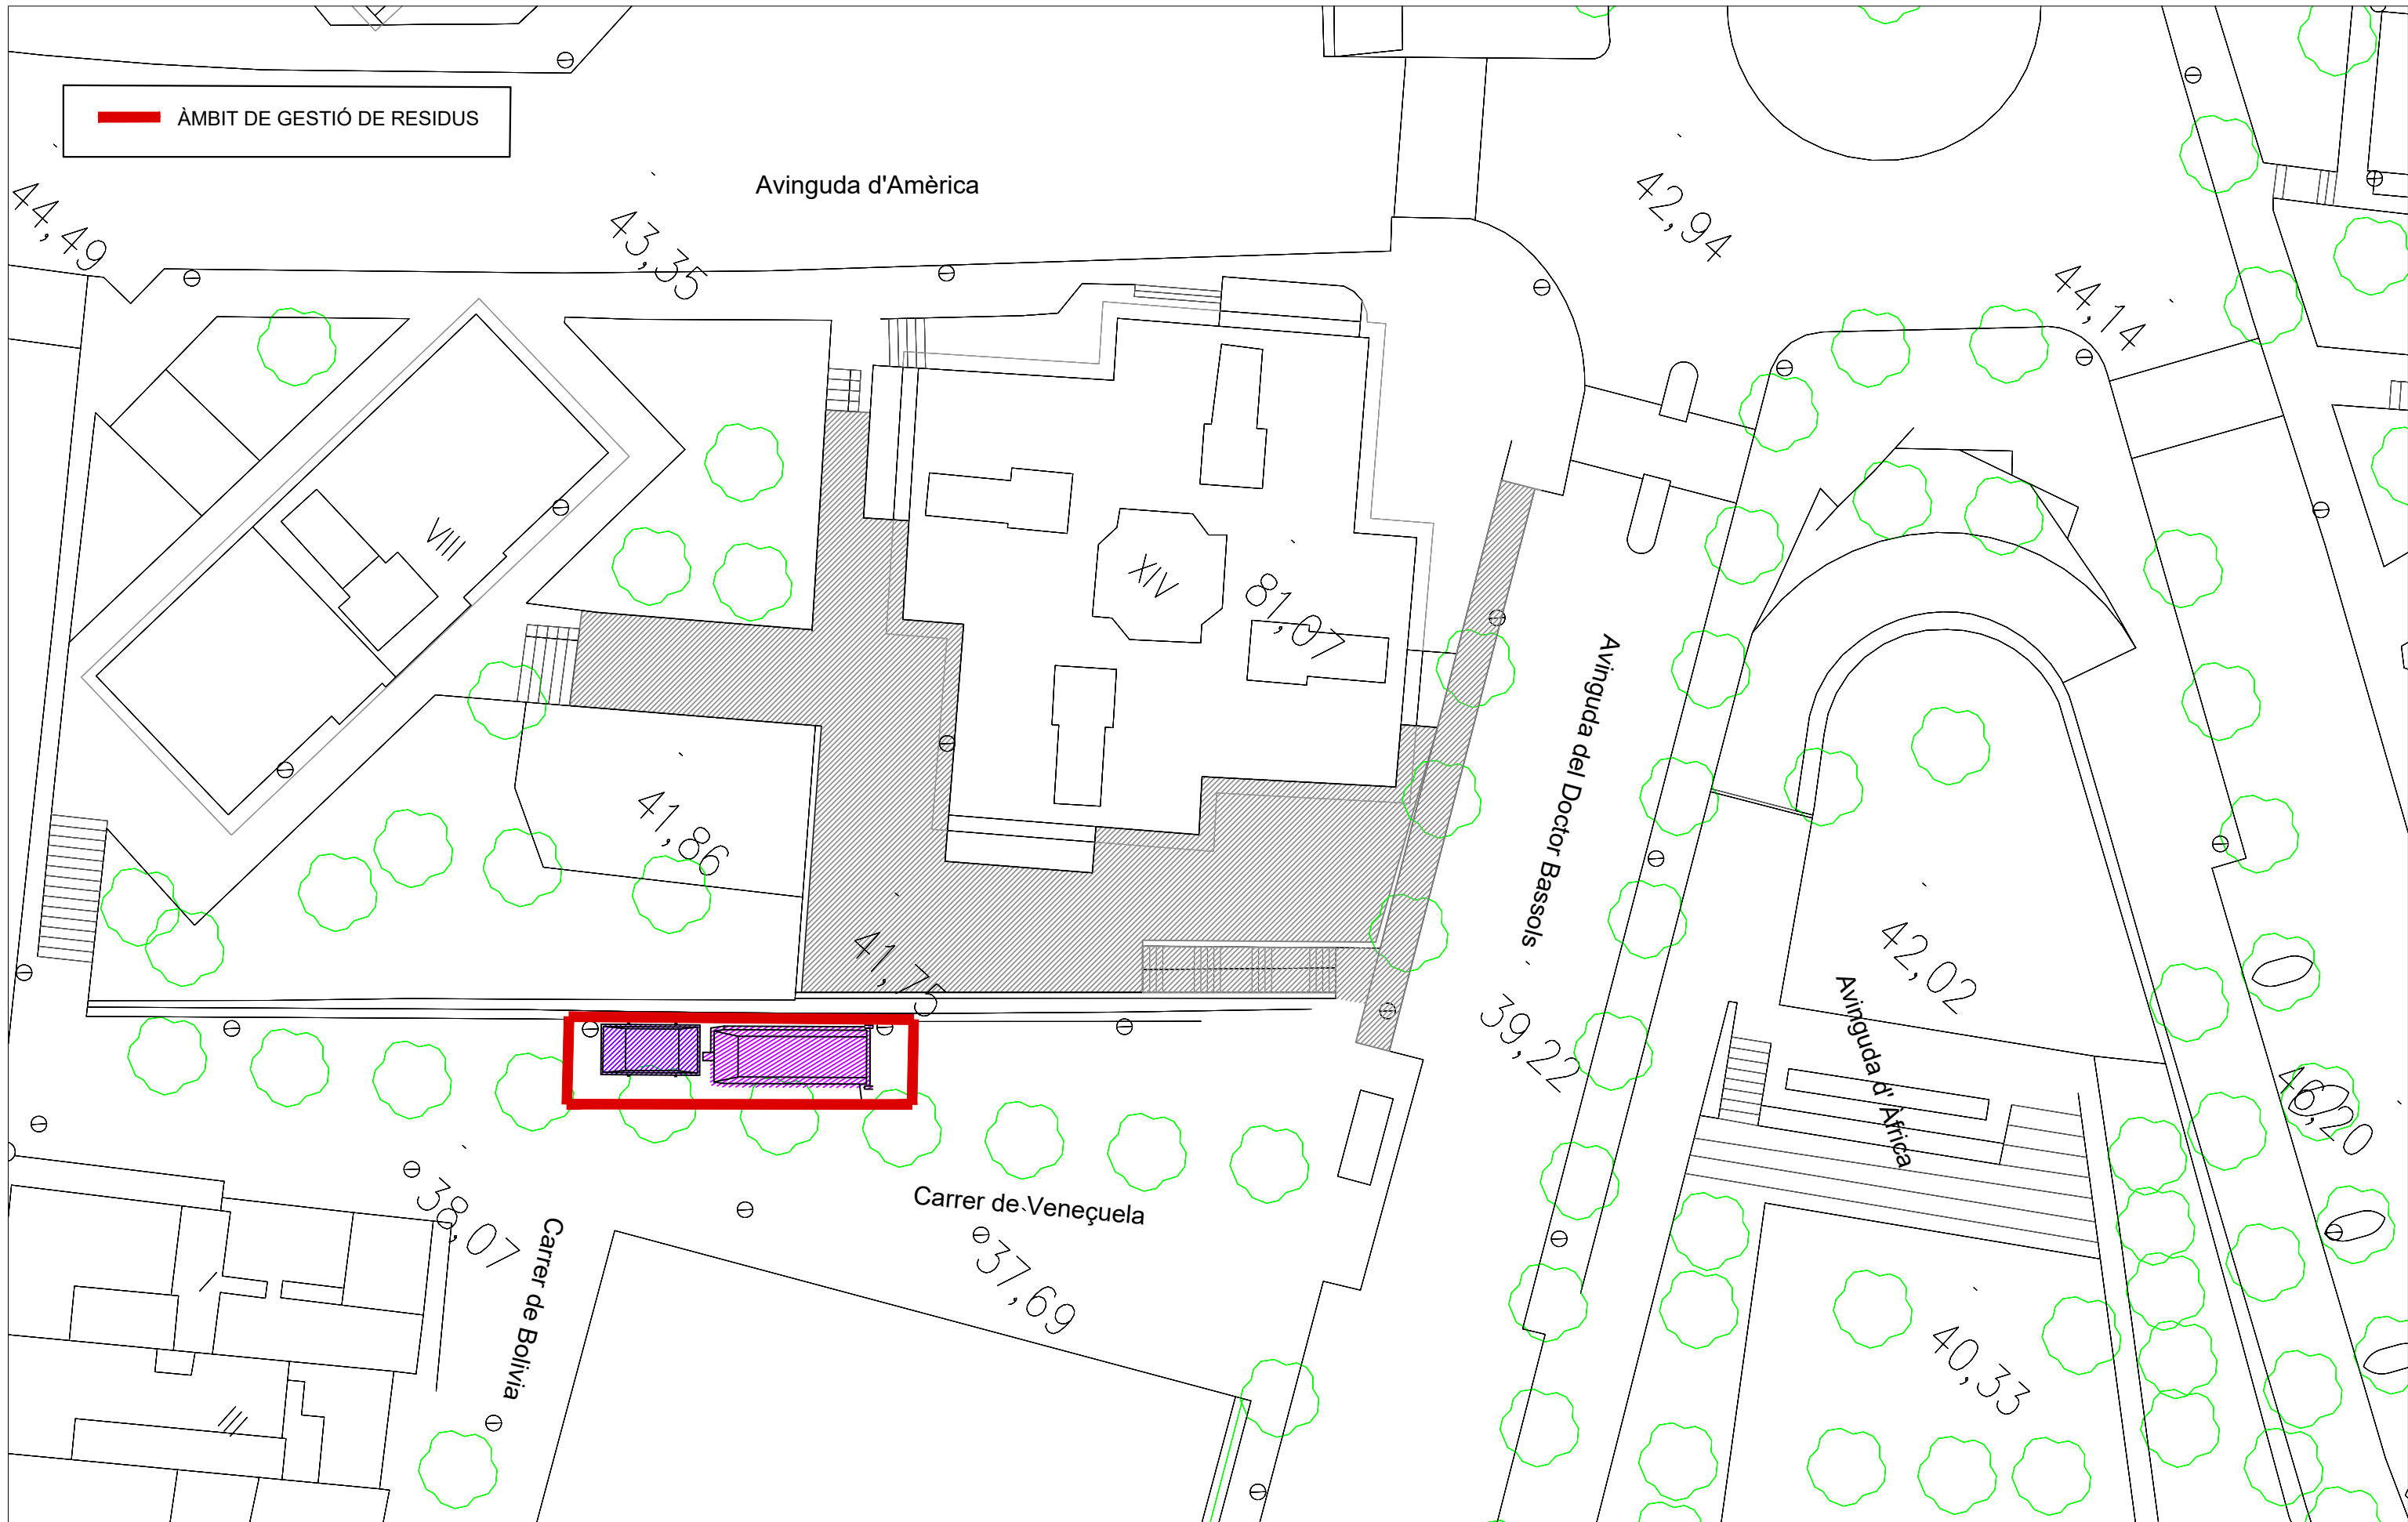 ÀMBIT DE GESTIÓ DE RESIDUS
Avinguda d'Amèrica
44,49
43,35
42,94
44,14
VIII
XIV
81,07
Avinguda del Doctor Bassols
41,86
41,75
42,02
39,22
Avinguda d' Àfrica
46,20
38,07
Carrer de Veneçuela
Carrer de Bolivia
37,69
40,33
III